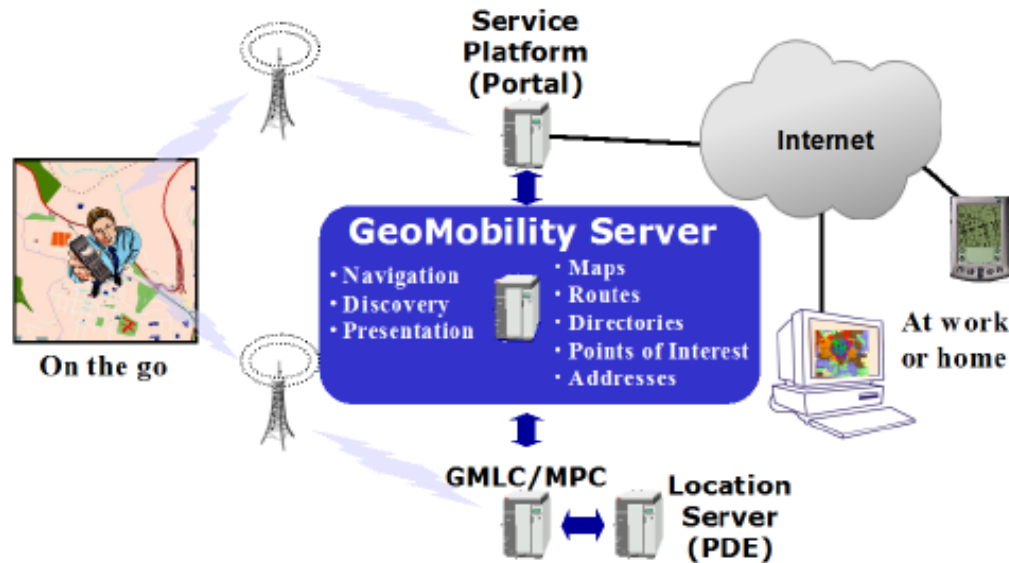 Service
Platform
(Portal)
Internet
GeoMobility Server
• Navigation
• Discovery
• Presentation
• Maps
• Routes
• Directories
• Points of Interest
• Addresses
On the go
At work
or home
GMLC/MPC
Location
Server
(PDE)